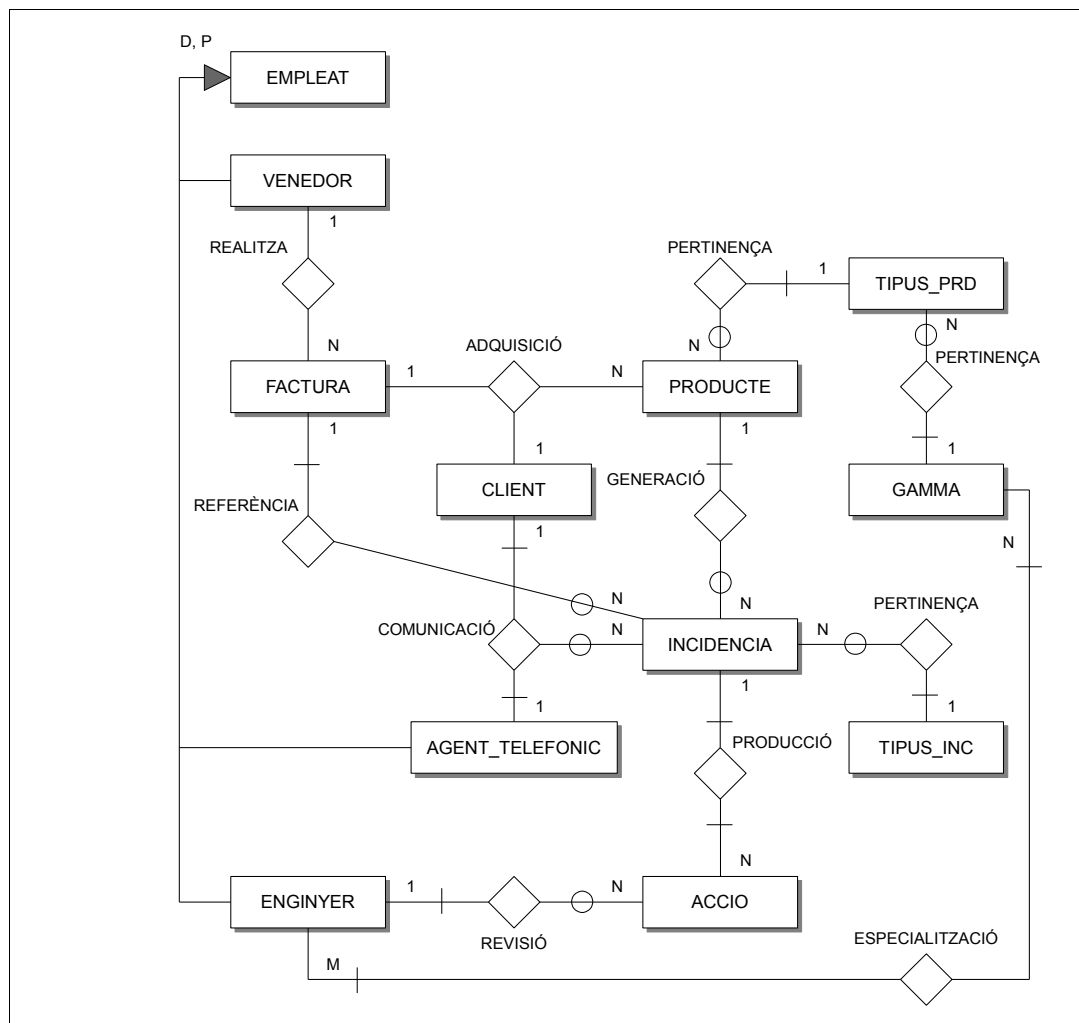 D, P
EMPLEAT
VENEDOR
1
REALITZA
PERTINENÇA
1
TIPUS_PRD
N
N
ADQUISICIÓ
N
PERTINENÇA
FACTURA
1
N
PRODUCTE
1
1
1
1
CLIENT
GENERACIÓ
GAMMA
REFERÈNCIA
1
N
N
N
PERTINENÇA
COMUNICACIÓ
N
INCIDENCIA
N
1
1
1
AGENT_TELEFONIC
PRODUCCIÓ
TIPUS_INC
N
ENGINYER
1
N
ACCIO
REVISIÓ
ESPECIALITZACIÓ
M